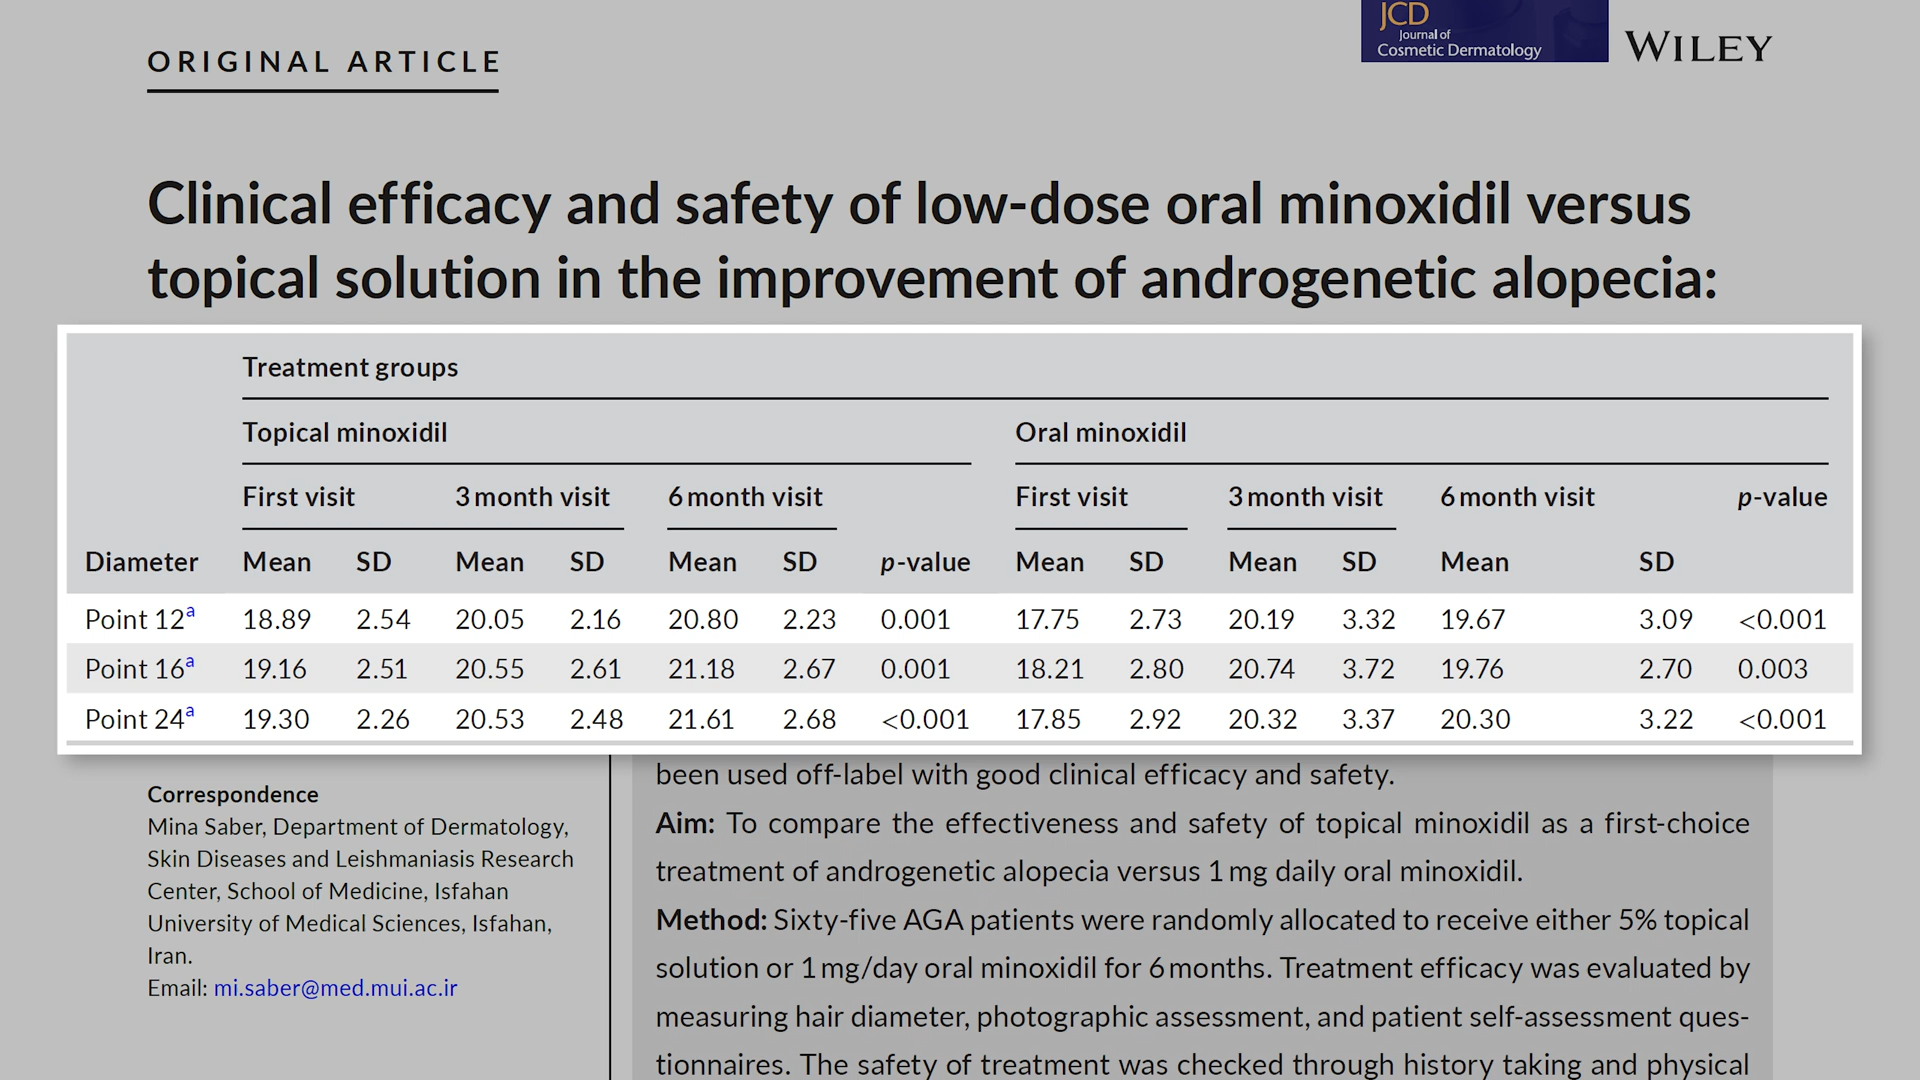 ORIGINAL ARTICLE
JCD
Journal of
Cosmetic Dermatology
WILEY
Clinical efficacy and safety of low-dose oral minoxidil versus
topical solution in the improvement of androgenetic alopecia:
Treatment groups
Topical minoxidil Oral minoxidil
First visit 3 month visit 6 month visit First visit 3 month visit 6 month visit p-value
Diameter Mean SD Mean SD Mean SD p-value Mean SD Mean SD Mean SD
Point 12a 18.89 2.54 20.05 2.16 20.80 2.23 0.001 17.75 2.73 20.19 3.32 19.67 3.09 <0.001
Point 16a 19.16 2.51 20.55 2.61 21.18 2.67 0.001 18.21 2.80 20.74 3.72 19.76 2.70 0.003
Point 24a 19.30 2.26 20.53 2.48 21.61 2.68 <0.001 17.85 2.92 20.32 3.37 20.30 3.22 <0.001
Correspondence
Mina Saber, Department of Dermatology,
Skin Diseases and Leishmaniasis Research
Center, School of Medicine, Isfahan
University of Medical Sciences, Isfahan,
Iran.
Email: mi.saber@med.mui.ac.ir
been used off-label with good clinical efficacy and safety.
Aim: To compare the effectiveness and safety of topical minoxidil as a first-choice
treatment of androgenetic alopecia versus 1 mg daily oral minoxidil.
Method: Sixty-five AGA patients were randomly allocated to receive either 5% topical
solution or 1 mg/day oral minoxidil for 6 months. Treatment efficacy was evaluated by
measuring hair diameter, photographic assessment, and patient self-assessment ques-
tionnaires. The safety of treatment was checked through history taking and physical